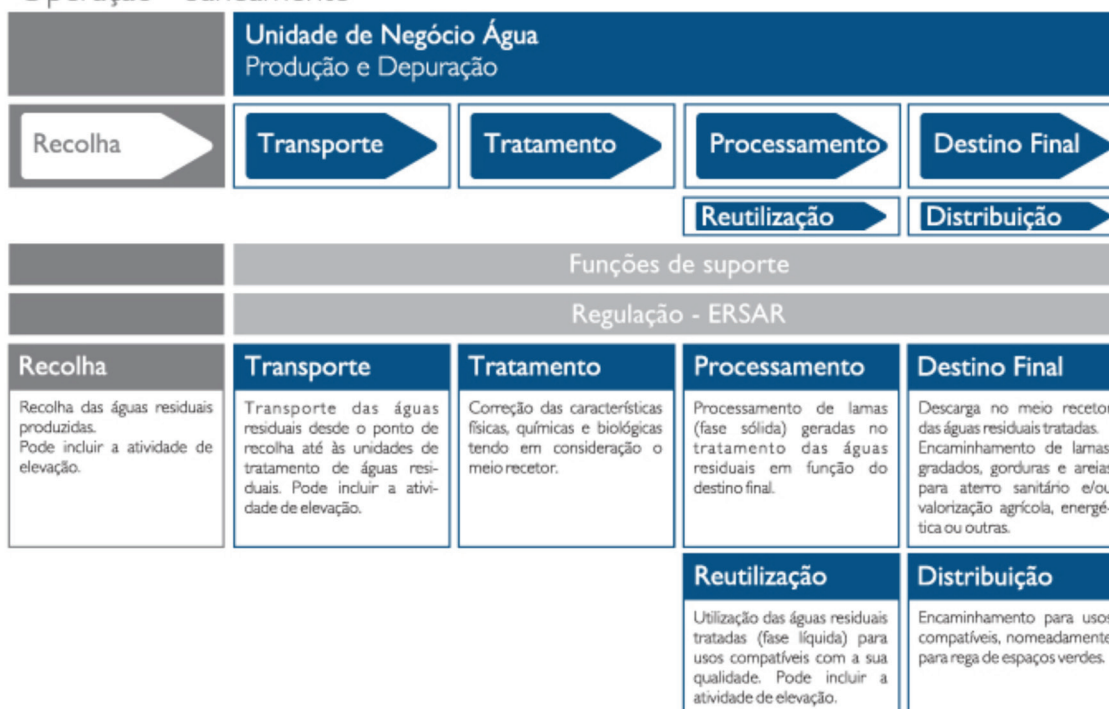 Operação - Saneamento
Unidade de Negócio Água
Produção e Depuração
Recolha
Transporte
Tratamento
Processamento
Destino Final
Reutilização
Distribuição
Funções de suporte
Regulação - ERSAR
Recolha
Recolha das águas residuais
produzidas.
Pode incluir a atividade de
elevação.
Transporte
Transporte das águas
residuais desde o ponto de
recolha até às unidades de
tratamento de águas resi-
duais. Pode incluir a ativi-
dade de elevação.
Tratamento
Correção das características
físicas, químicas e biológicas
tendo em consideração o
meio recetor.
Processamento
Processamento de lamas
(fase sólida) geradas no
tratamento das águas
residuais em função do
destino final.
Destino Final
Descarga no meio recetor
das águas residuais tratadas.
Encaminhamento de lamas,
gradados, gorduras e areias
para aterro sanitário e/ou
valorização agrícola, energé-
tica ou outras.
Reutilização
Utilização das águas residuais
tratadas (fase líquida) para
usos compatíveis com a sua
qualidade. Pode incluir a
atividade de elevação.
Distribuição
Encaminhamento para usos
compatíveis, nomeadamente
para rega de espaços verdes.